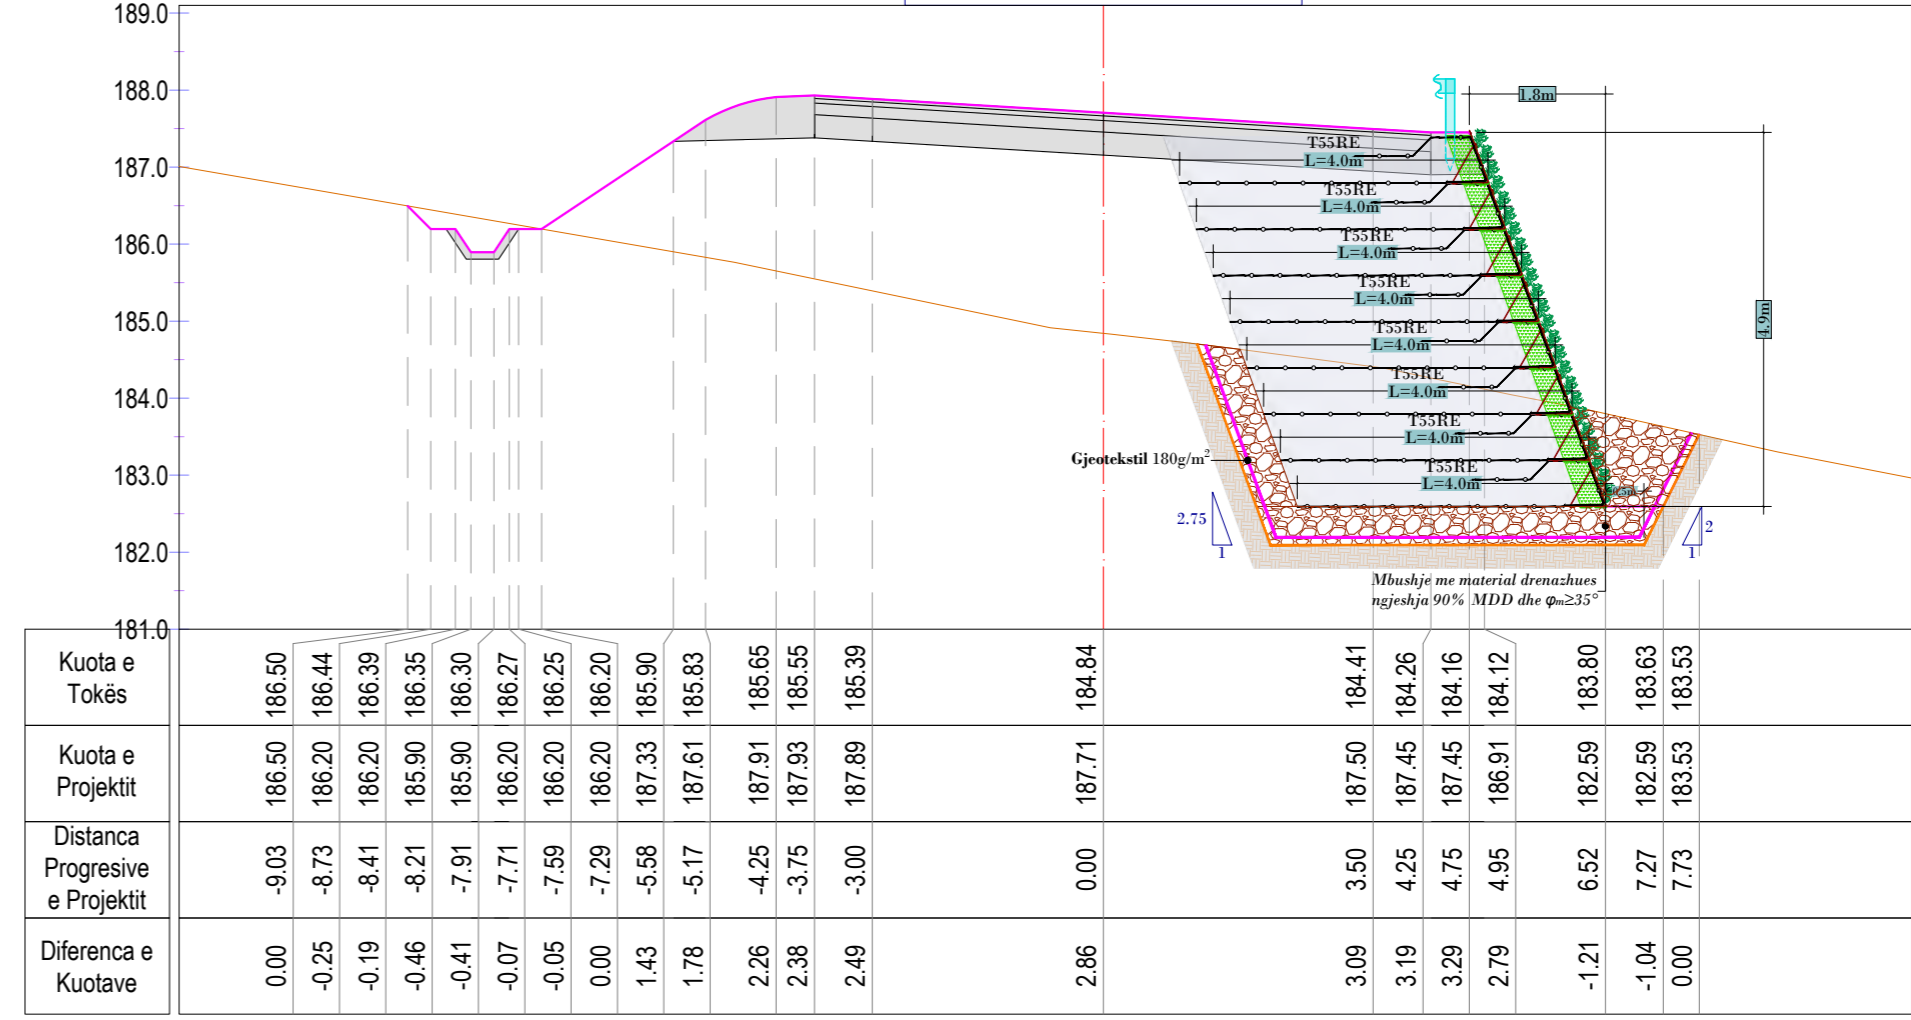 189.0
188.0
187.0
186.0
185.0
184.0
183.0
182.0
181.0
1.8m
4.9m
T55RE
L=4.0m
T55RE
L=4.0m
T55RE
L=4.0m
T55RE
L=4.0m
T55RE
L=4.0m
T55RE
L=4.0m
T55RE
L=4.0m
T55RE
L=4.0m
Gjeotekstil 180g/m²
0.5m
2.75
1
2
1
Mbushje me material drenazhues
ngjeshja 90% MDD dhe φm≥35°
Kuota e
Tokës
186.50 186.44 186.39 186.35 186.30 186.27 186.25 186.20 185.90 185.83 185.65 185.55 185.39 184.84 184.41 184.26 184.16 184.12 183.80 183.63 183.53
Kuota e
Projektit
186.50 186.20 186.20 185.90 185.90 186.20 186.20 186.20 187.33 187.61 187.91 187.93 187.89 187.71 187.50 187.45 187.45 186.91 182.59 182.59 183.53
Distanca
Progresive
e Projektit
-9.03 -8.73 -8.41 -8.21 -7.91 -7.71 -7.59 -7.29 -5.58 -5.17 -4.25 -3.75 -3.00 0.00 3.50 4.25 4.75 4.95 6.52 7.27 7.73
Diferenca e
Kuotave
0.00 -0.25 -0.19 -0.46 -0.41 -0.07 -0.05 0.00 1.43 1.78 2.26 2.38 2.49 2.86 3.09 3.19 3.29 2.79 -1.21 -1.04 0.00